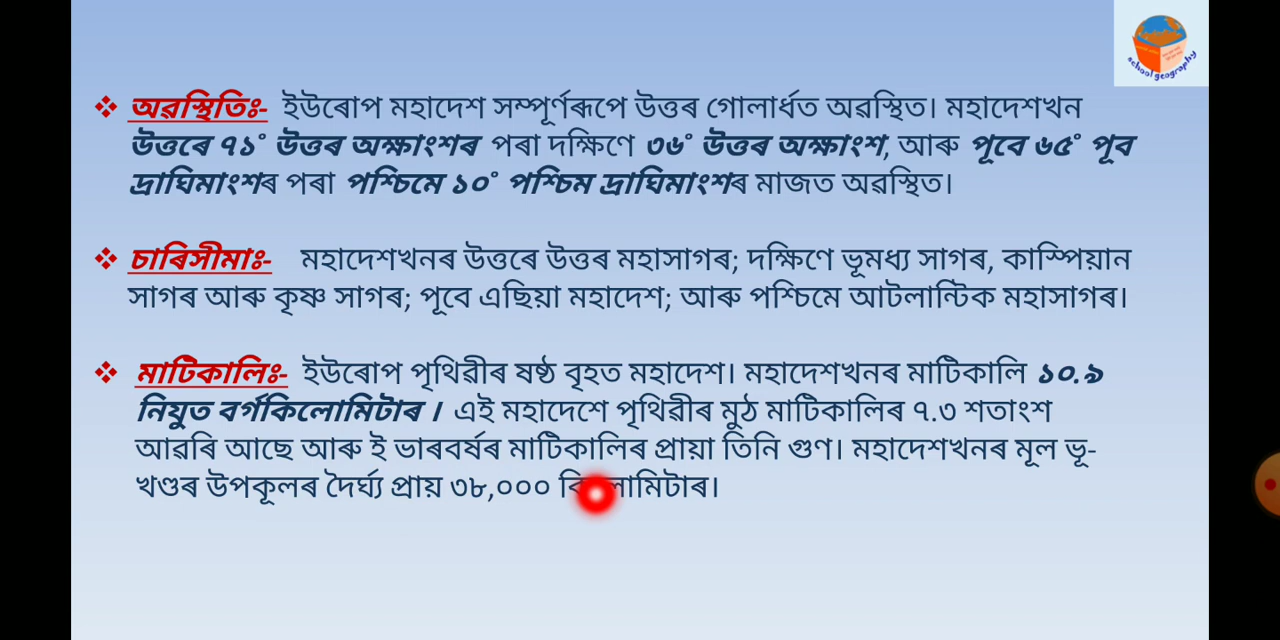 school geography
❖ অৱস্থিতিঃ- ইউৰোপ মহাদেশ সম্পূৰ্ণৰূপে উত্তৰ গোলাৰ্ধত অৱস্থিত। মহাদেশখন
উত্তৰে ৭১° উত্তৰ অক্ষাংশৰ পৰা দক্ষিণে ৩৬° উত্তৰ অক্ষাংশ, আৰু পূবে ৬৫° পূব
দ্ৰাঘিমাংশৰ পৰা পশ্চিমে ১০° পশ্চিম দ্ৰাঘিমাংশৰ মাজত অৱস্থিত।
❖ চাৰিসীমাঃ- মহাদেশখনৰ উত্তৰে উত্তৰ মহাসাগৰ; দক্ষিণে ভূমধ্য সাগৰ, কাস্পিয়ান
সাগৰ আৰু কৃষ্ণ সাগৰ; পূবে এছিয়া মহাদেশ; আৰু পশ্চিমে আটলান্টিক মহাসাগৰ।
❖ মাটিকালিঃ- ইউৰোপ পৃথিৱীৰ ষষ্ঠ বৃহত মহাদেশ। মহাদেশখনৰ মাটিকালি ১০.৯
নিযুত বৰ্গকিলোমিটাৰ । এই মহাদেশে পৃথিৱীৰ মুঠ মাটিকালিৰ ৭.৩ শতাংশ
আৱৰি আছে আৰু ই ভাৰবৰ্ষৰ মাটিকালিৰ প্ৰায়া তিনি গুণ। মহাদেশখনৰ মূল ভূ-
খণ্ডৰ উপকূলৰ দৈৰ্ঘ্য প্ৰায় ৩৮,০০০ কিলোমিটাৰ।